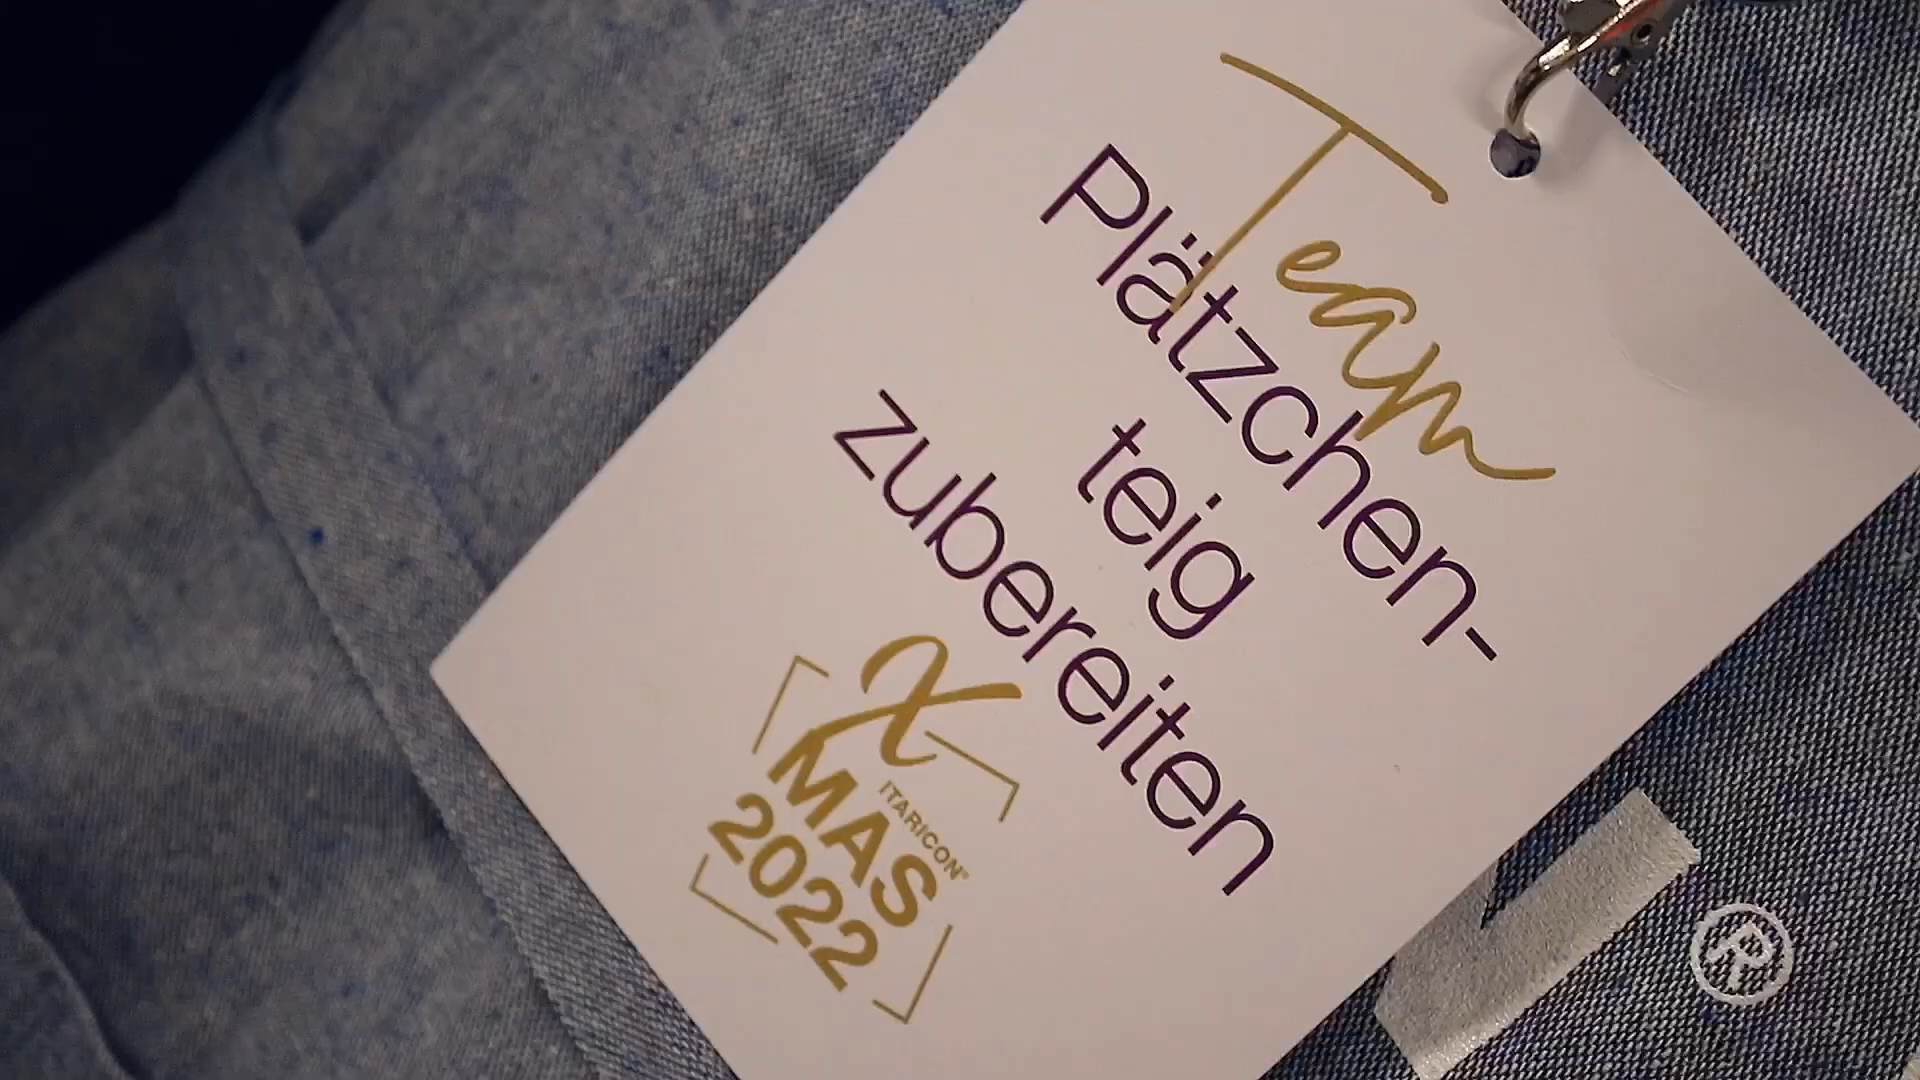 Team
Plätzchen-
teig
zubereiten
X
ITARICON®
MAS
2022
®